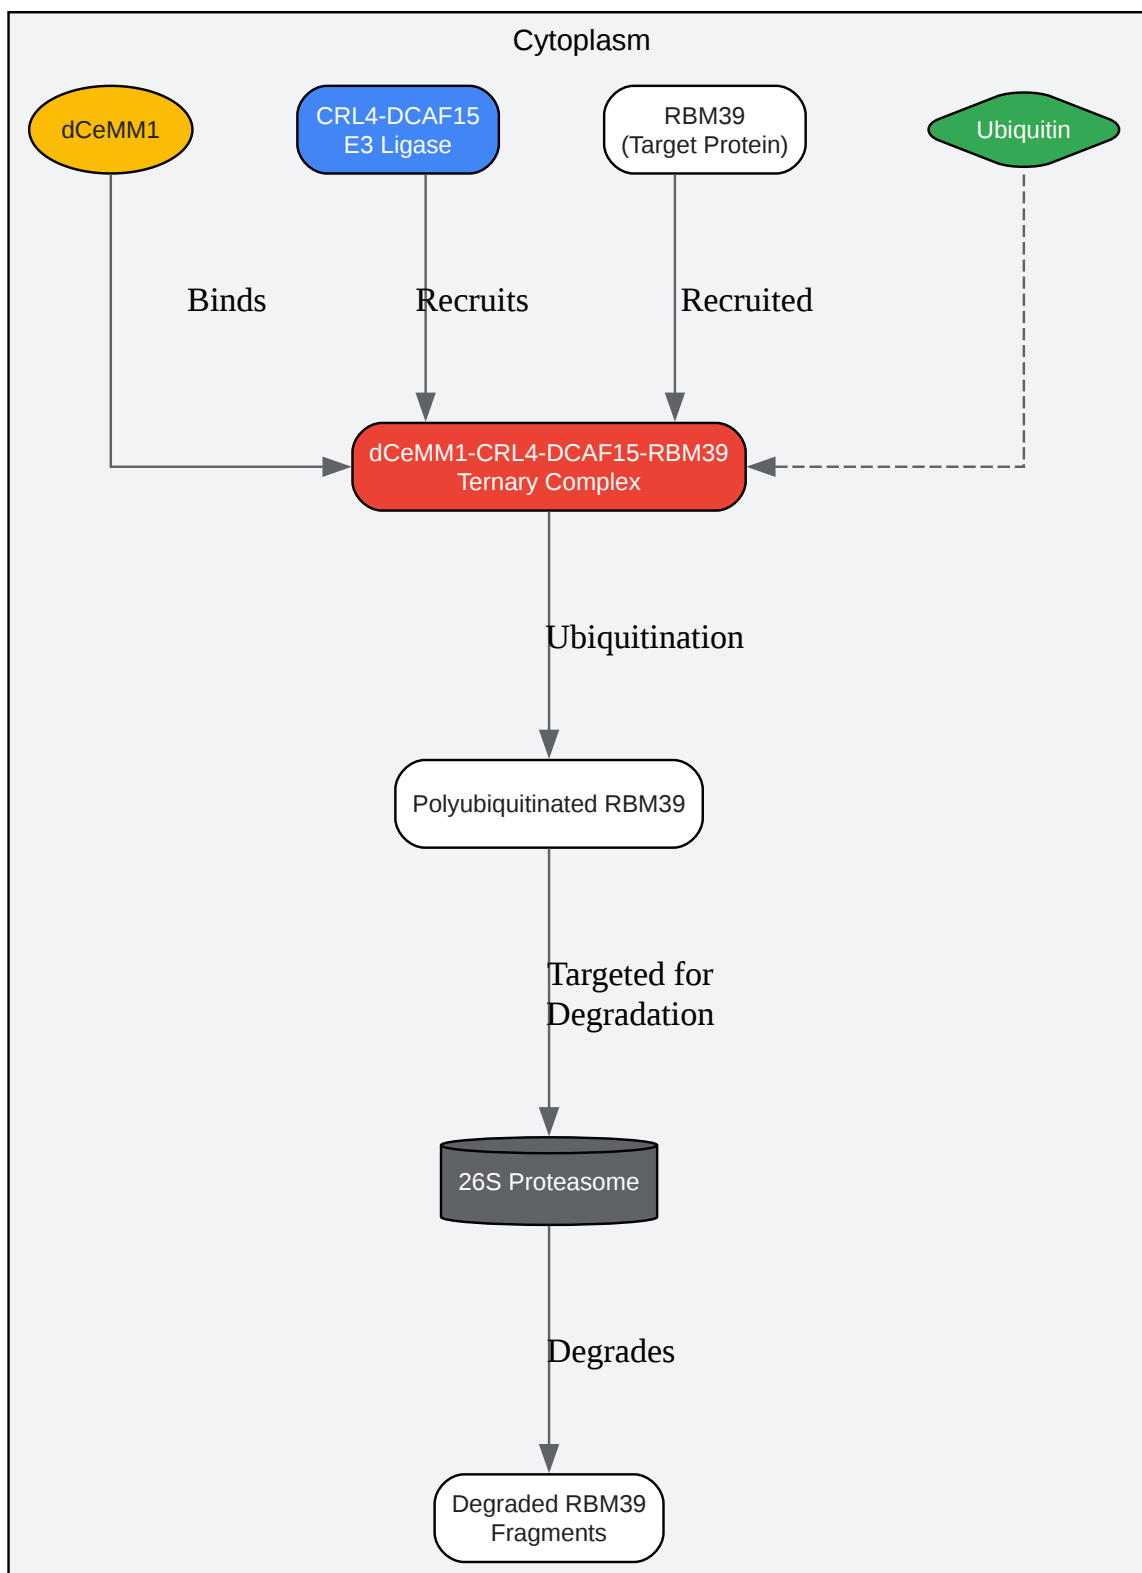 Cytoplasm
dCeMM1
CRL4-DCAF15
E3 Ligase
RBM39
(Target Protein)
Ubiquitin
Binds
Recruits
Recruited
dCeMM1-CRL4-DCAF15-RBM39
Ternary Complex
Ubiquitination
Polyubiquitinated RBM39
Targeted for
Degradation
26S Proteasome
Degrades
Degraded RBM39
Fragments